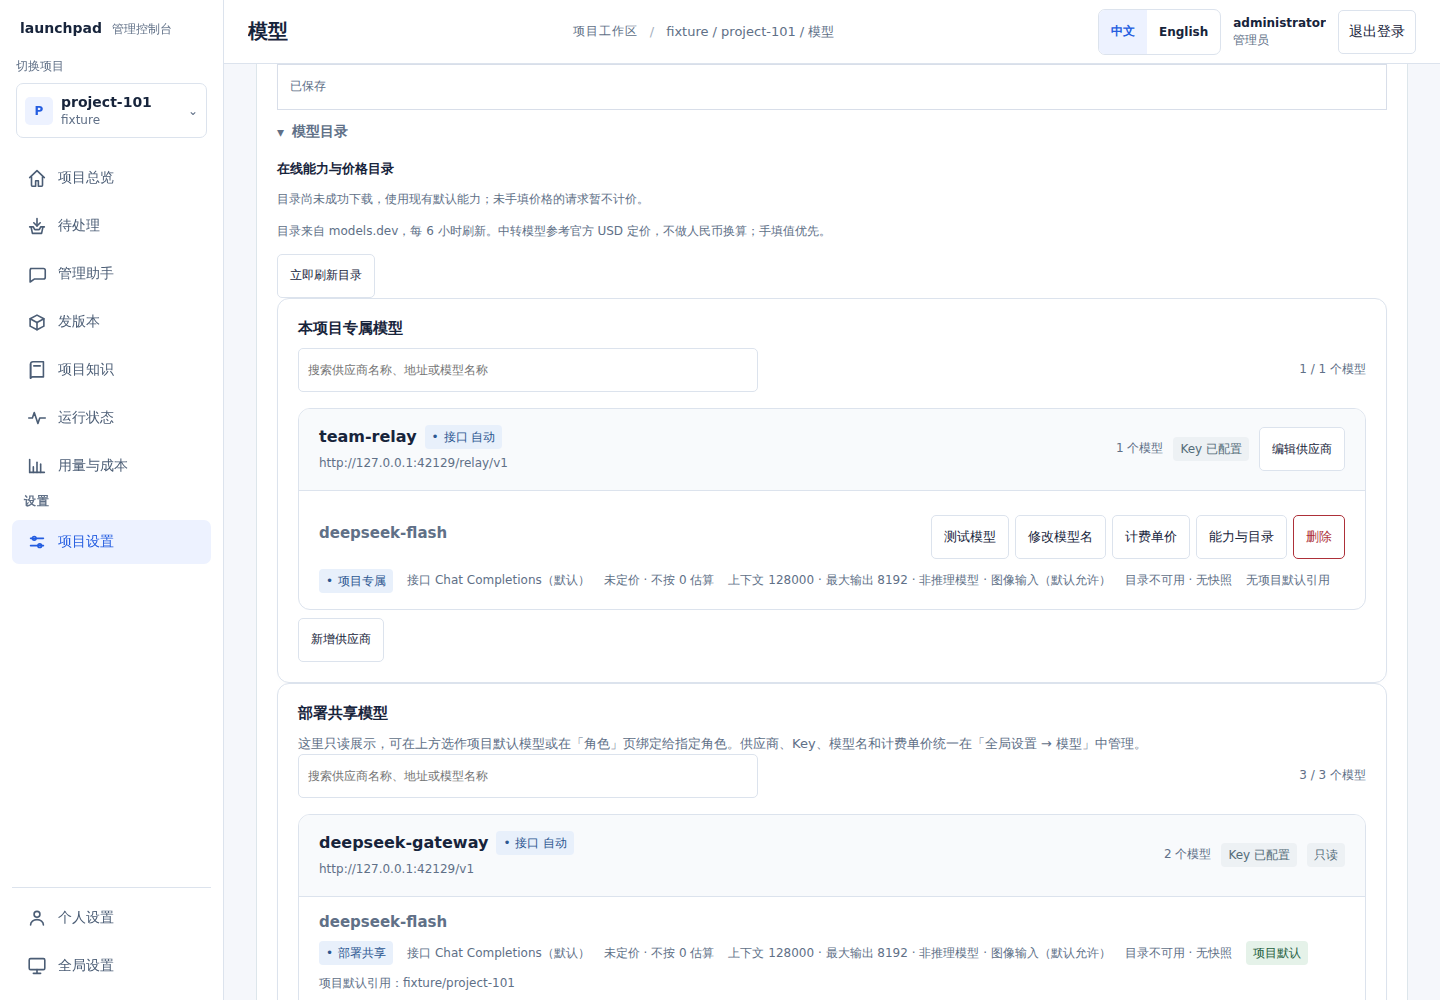 launchpad 管理控制台
切换项目
P project-101
fixture
项目总览
待处理
管理助手
发版本
项目知识
运行状态
用量与成本
设置
项目设置
个人设置
全局设置
模型
项目工作区 / fixture / project-101 / 模型
中文 English
administrator
管理员
退出登录
已保存
▼ 模型目录
在线能力与价格目录
目录尚未成功下载，使用现有默认能力；未手填价格的请求暂不计价。
目录来自 models.dev，每 6 小时刷新。中转模型参考官方 USD 定价，不做人民币换算；手填值优先。
立即刷新目录
本项目专属模型
搜索供应商名称、地址或模型名称
1 / 1 个模型
team-relay • 接口 自动
http://127.0.0.1:42129/relay/v1
1 个模型 Key 已配置 编辑供应商
deepseek-flash
测试模型 修改模型名 计费单价 能力与目录 删除
• 项目专属 接口 Chat Completions（默认） 未定价 · 不按 0 估算 上下文 128000 · 最大输出 8192 · 非推理模型 · 图像输入（默认允许） 目录不可用 · 无快照 无项目默认引用
新增供应商
部署共享模型
这里只读展示，可在上方选作项目默认模型或在「角色」页绑定给指定角色。供应商、Key、模型名和计费单价统一在「全局设置 → 模型」中管理。
搜索供应商名称、地址或模型名称
3 / 3 个模型
deepseek-gateway • 接口 自动
http://127.0.0.1:42129/v1
2 个模型 Key 已配置 只读
deepseek-flash
• 部署共享 接口 Chat Completions（默认） 未定价 · 不按 0 估算 上下文 128000 · 最大输出 8192 · 非推理模型 · 图像输入（默认允许） 目录不可用 · 无快照 项目默认
项目默认引用：fixture/project-101